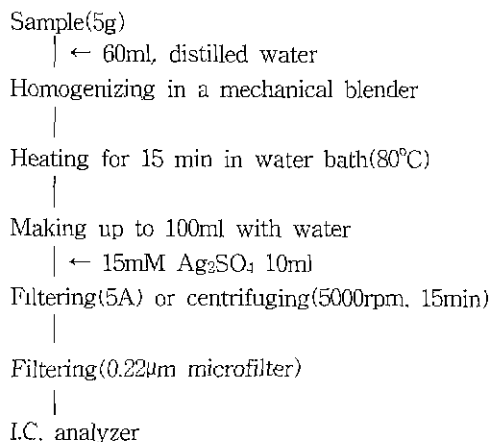 Sample(5g)
← 60ml, distilled water
Homogenizing in a mechanical blender
Heating for 15 min in water bath(80°C)
Making up to 100ml with water
← 15mM Ag₂SO₄ 10ml
Filtering(5A) or centrifuging(5000rpm, 15min)
Filtering(0.22μm microfilter)
I.C. analyzer